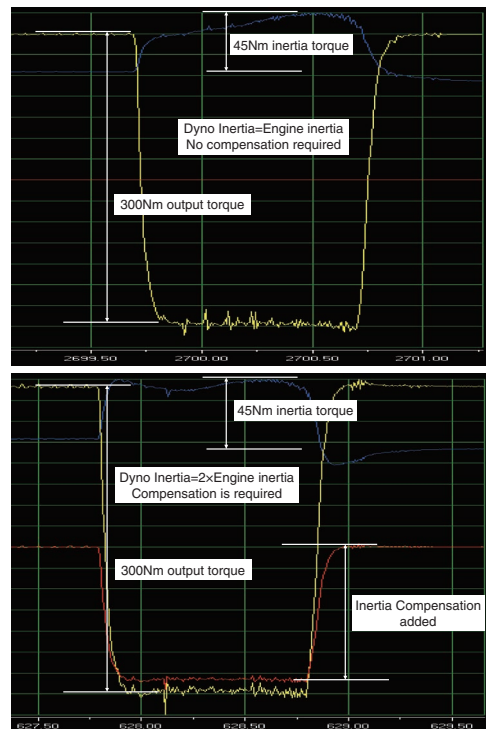 45Nm inertia torque
Dyno Inertia=Engine inertia
No compensation required
300Nm output torque
2699.50 2700.00 2700.50 2701.00
45Nm inertia torque
Dyno Inertia=2×Engine inertia
Compensation is required
300Nm output torque
Inertia Compensation
added
627.50 628.00 628.50 629.00 629.50